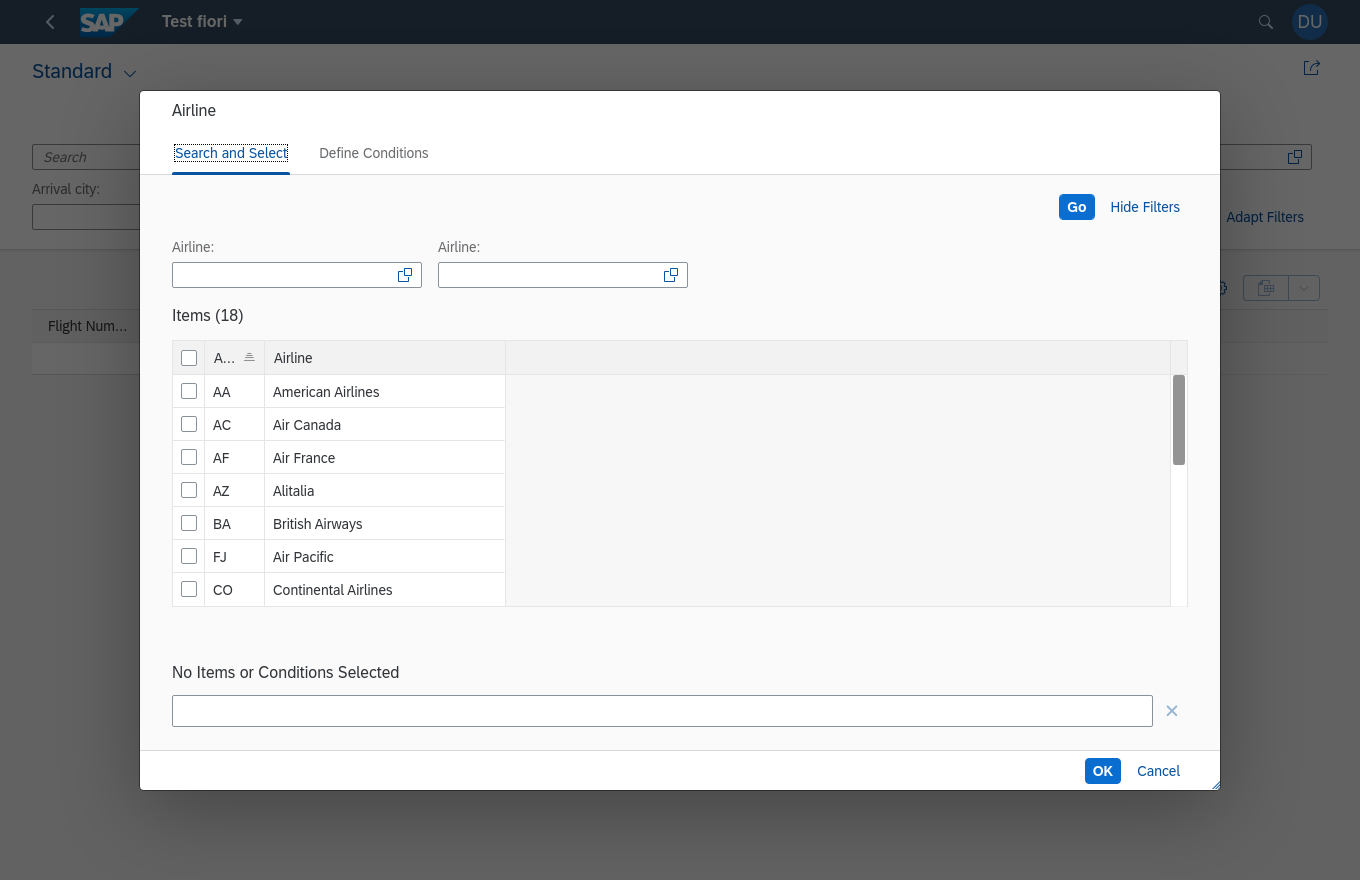 SAP Test fiori DU
Standard
Airline
Search and Select Define Conditions
Search
Arrival city:
Go Hide Filters
Adapt Filters
Airline: Airline:
Items (18)
Flight Num...
A... Airline
AA American Airlines
AC Air Canada
AF Air France
AZ Alitalia
BA British Airways
FJ Air Pacific
CO Continental Airlines
No Items or Conditions Selected
OK Cancel